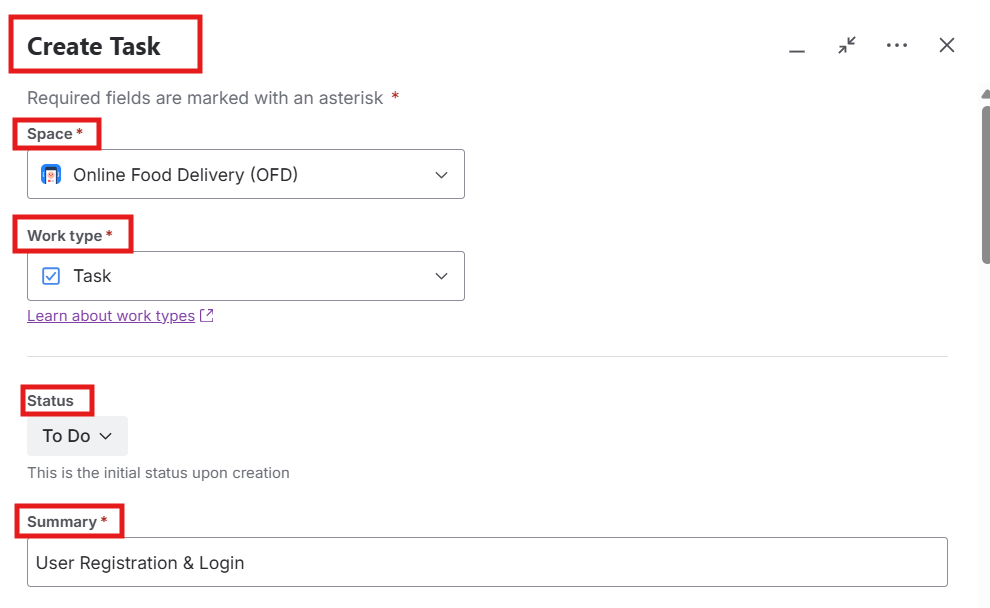 Create Task
Required fields are marked with an asterisk *
Space *
Online Food Delivery (OFD)
Work type *
Task
Learn about work types
Status
To Do
This is the initial status upon creation
Summary *
User Registration & Login